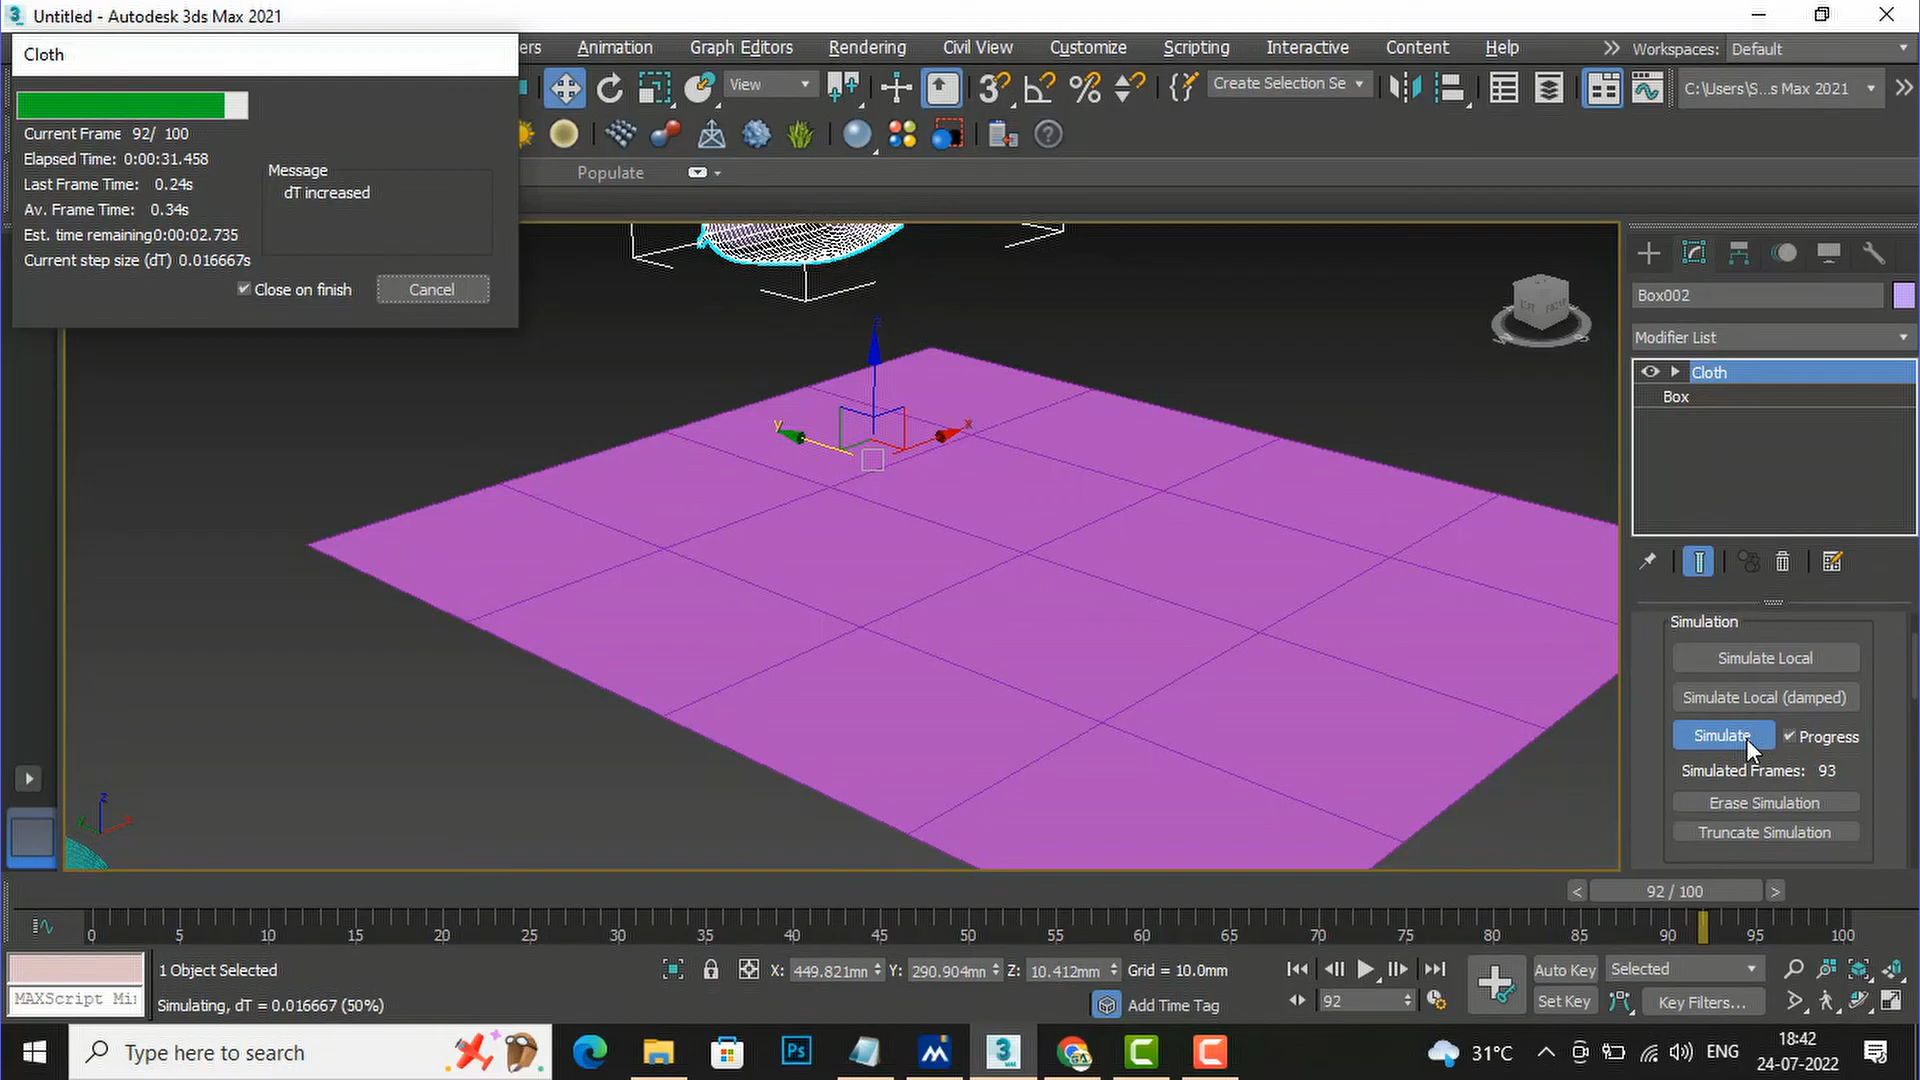 Untitled - Autodesk 3ds Max 2021
Cloth
ers Animation Graph Editors Rendering Civil View Customize Scripting Interactive Content Help
Workspaces: Default
View
Create Selection Se
C:\Users\S...s Max 2021
Current Frame 92/ 100
Elapsed Time: 0:00:31.458
Last Frame Time: 0.24s
Av. Frame Time: 0.34s
Est. time remaining0:00:02.735
Current step size (dT) 0.016667s
Message
dT increased
Close on finish
Cancel
Populate
Box002
Modifier List
Cloth
Box
z
y
x
Simulation
Simulate Local
Simulate Local (damped)
Simulate
Progress
Simulated Frames: 93
Erase Simulation
Truncate Simulation
< 92 / 100 >
0 5 10 15 20 25 30 35 40 45 50 55 60 65 70 75 80 85 90 95 100
1 Object Selected
X: 449.821mm Y: 290.904mm Z: 10.412mm Grid = 10.0mm
Auto Key Selected
MAXScript Mi
Simulating, dT = 0.016667 (50%)
Add Time Tag
92
Set Key Key Filters...
Type here to search
Ps
31°C
ENG
18:42
24-07-2022